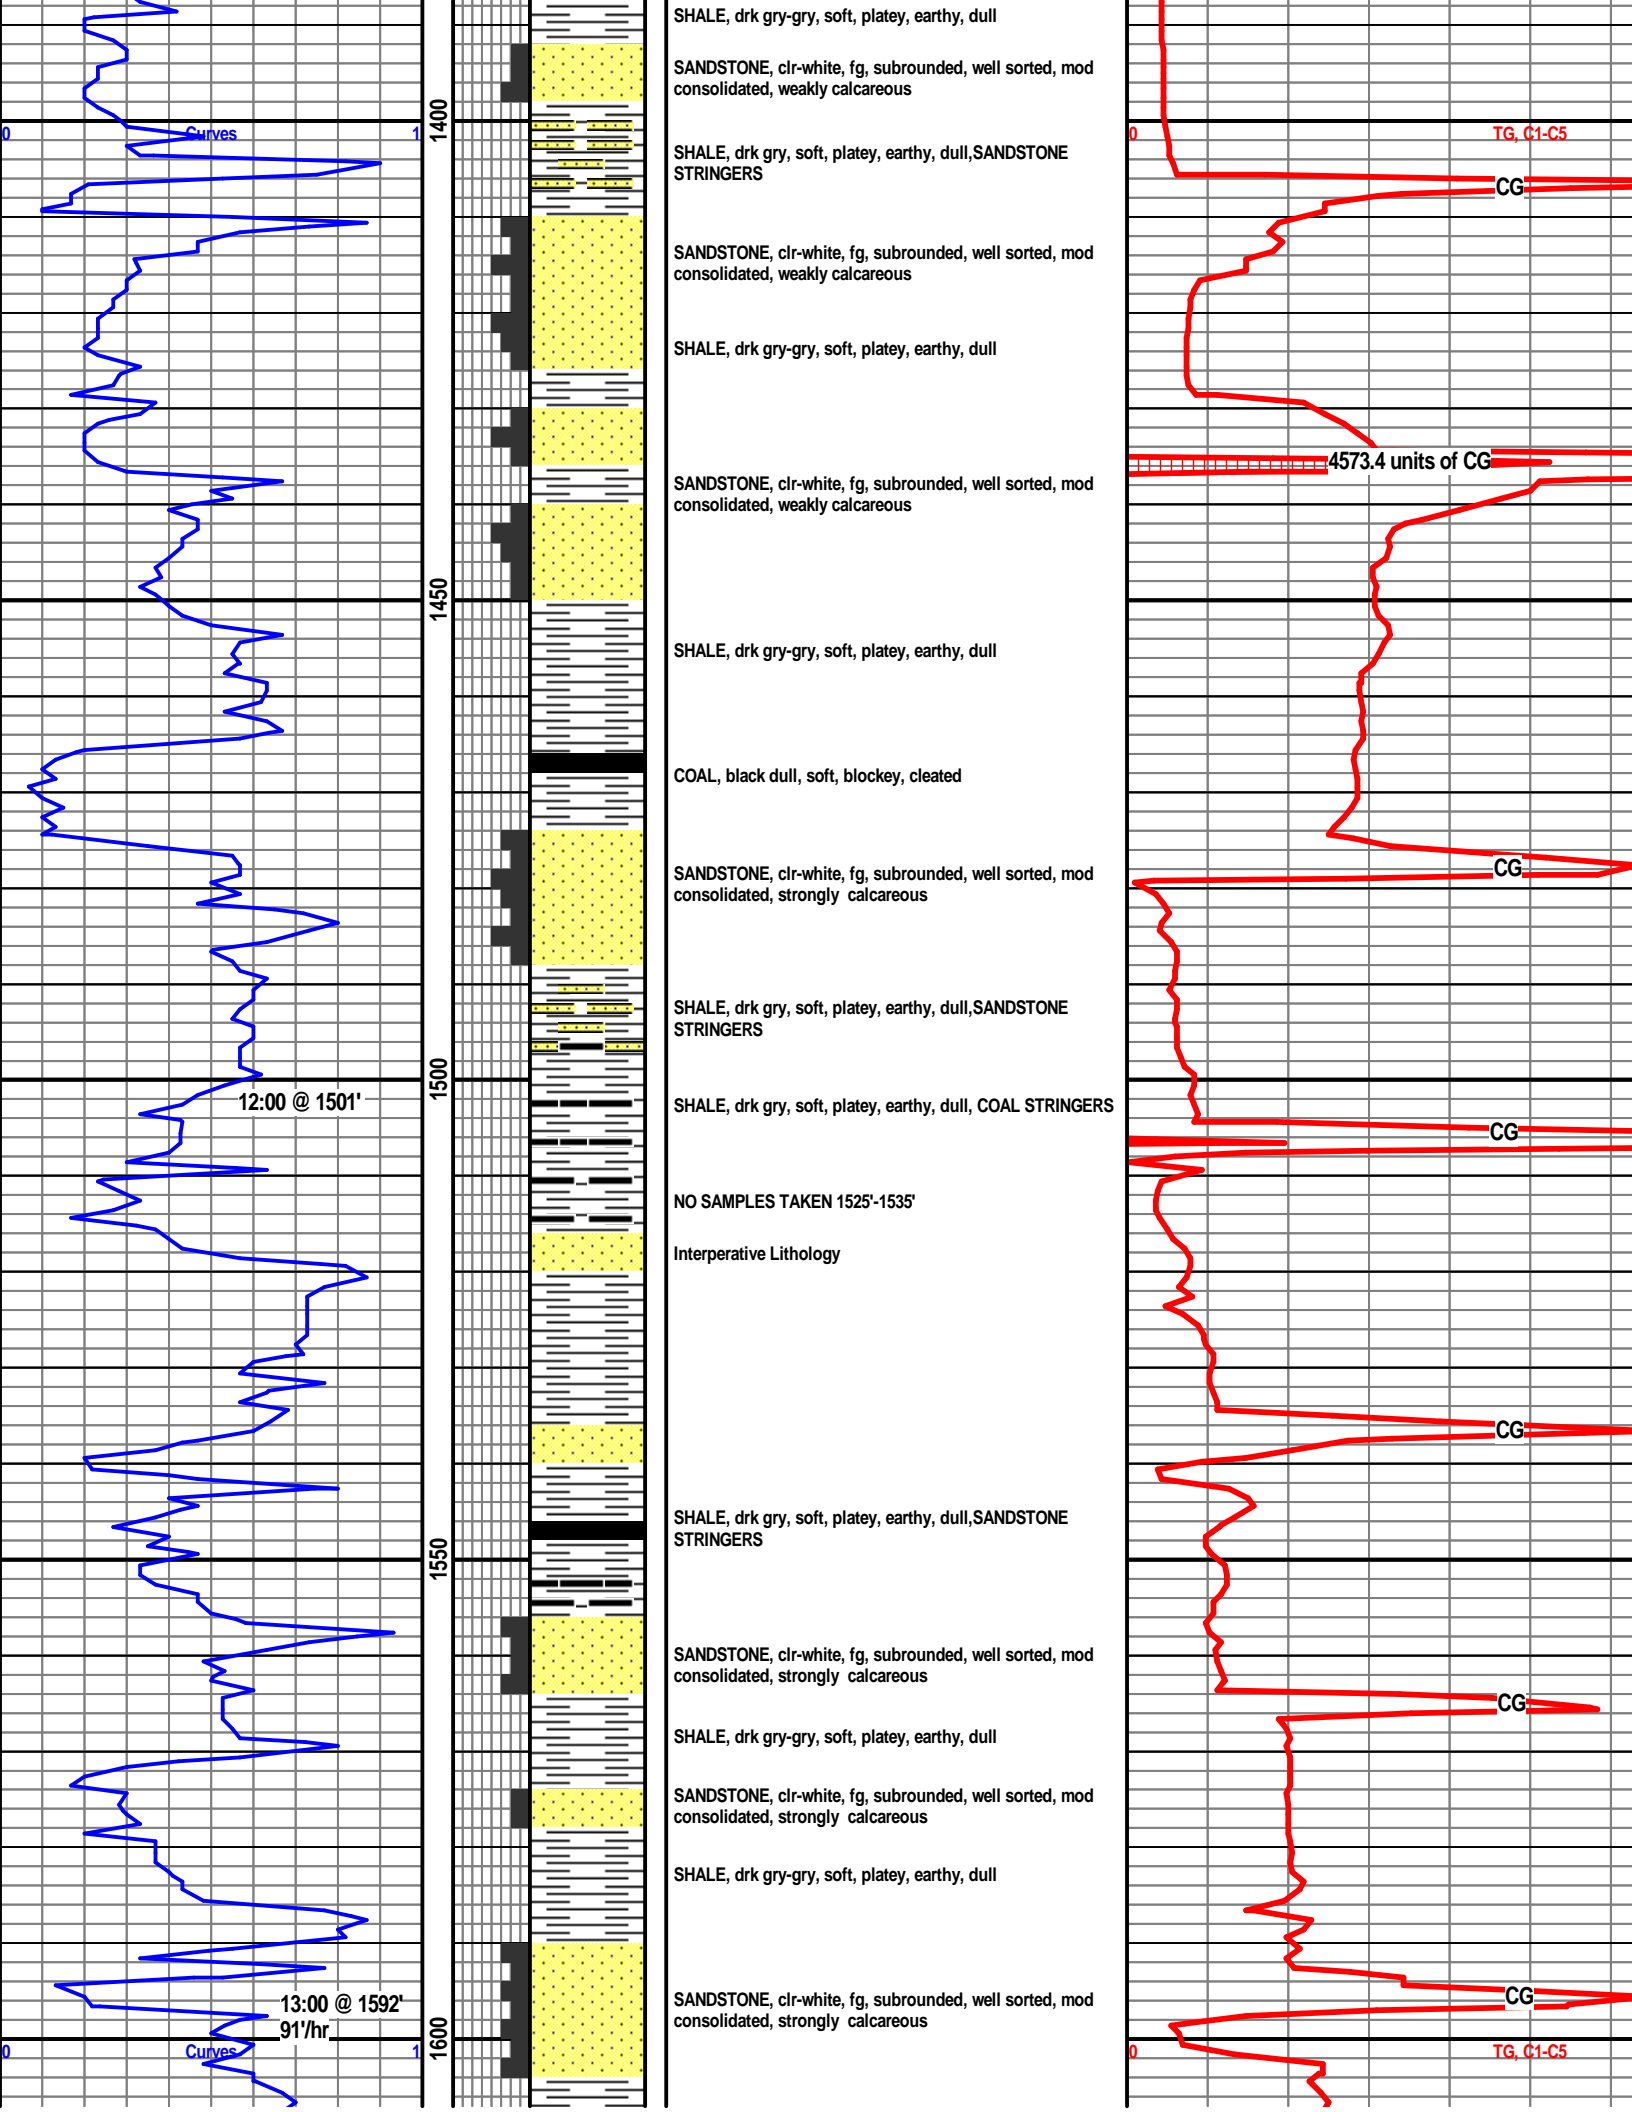 SHALE, drk gry-gry, soft, platey, earthy, dull
SANDSTONE, clr-white, fg, subrounded, well sorted, mod
consolidated, weakly calcareous
1400
0 Curves 1
0 TG, C1-C5
SHALE, drk gry, soft, platey, earthy, dull,SANDSTONE
STRINGERS
CG
SANDSTONE, clr-white, fg, subrounded, well sorted, mod
consolidated, weakly calcareous
SHALE, drk gry-gry, soft, platey, earthy, dull
4573.4 units of CG
SANDSTONE, clr-white, fg, subrounded, well sorted, mod
consolidated, weakly calcareous
1450
SHALE, drk gry-gry, soft, platey, earthy, dull
COAL, black dull, soft, blockey, cleated
CG
SANDSTONE, clr-white, fg, subrounded, well sorted, mod
consolidated, strongly  calcareous
SHALE, drk gry, soft, platey, earthy, dull,SANDSTONE
STRINGERS
1500
12:00 @ 1501'
SHALE, drk gry, soft, platey, earthy, dull, COAL STRINGERS
CG
NO SAMPLES TAKEN 1525'-1535'
Interperative Lithology
CG
SHALE, drk gry, soft, platey, earthy, dull,SANDSTONE
STRINGERS
1550
SANDSTONE, clr-white, fg, subrounded, well sorted, mod
consolidated, strongly  calcareous
CG
SHALE, drk gry-gry, soft, platey, earthy, dull
SANDSTONE, clr-white, fg, subrounded, well sorted, mod
consolidated, strongly  calcareous
SHALE, drk gry-gry, soft, platey, earthy, dull
CG
13:00 @ 1592'
91'/hr
SANDSTONE, clr-white, fg, subrounded, well sorted, mod
consolidated, strongly  calcareous
1600
0 Curves 1
0 TG, C1-C5